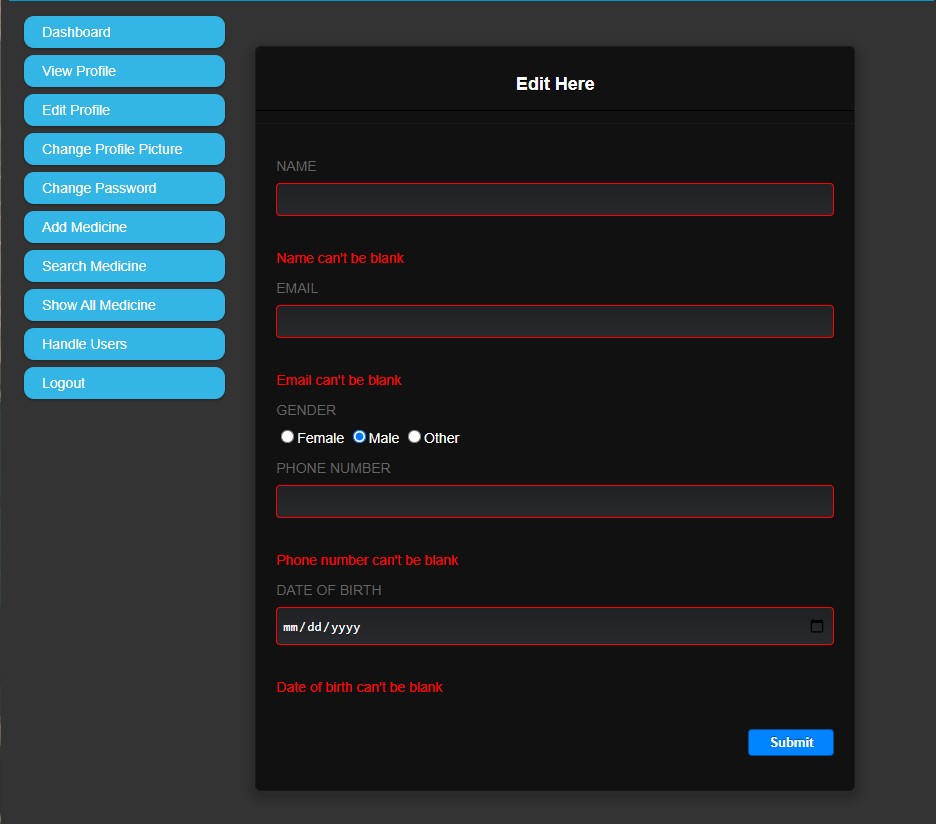 Dashboard
View Profile
Edit Profile
Change Profile Picture
Change Password
Add Medicine
Search Medicine
Show All Medicine
Handle Users
Logout
Edit Here
NAME
Name can't be blank
EMAIL
Email can't be blank
GENDER
Female Male Other
PHONE NUMBER
Phone number can't be blank
DATE OF BIRTH
mm/dd/yyyy
Date of birth can't be blank
Submit